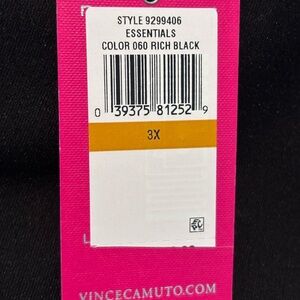 STYLE 9299406
ESSENTIALS
COLOR 060 RICH BLACK
0 39375 81252 9
3X
VINCECAMUTO.COM